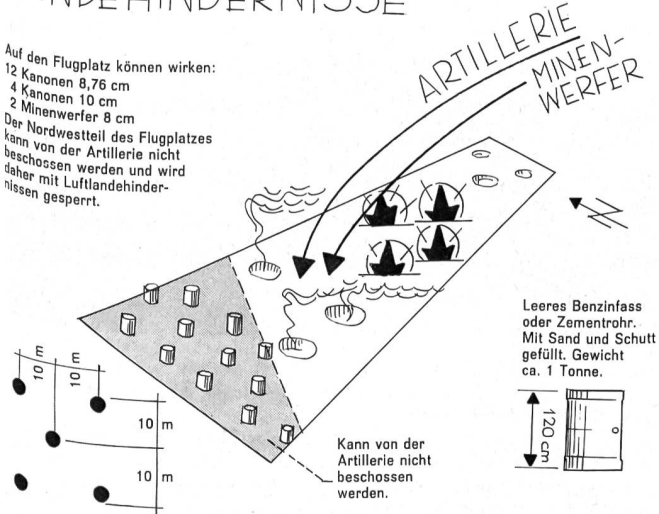 Auf den Flugplatz können wirken:
12 Kanonen 8,76 cm
4 Kanonen 10 cm
2 Minenwerfer 8 cm
Der Nordwestteil des Flugplatzes
kann von der Artillerie nicht
beschossen werden und wird
daher mit Luftlandehinder-
nissen gesperrt.
ARTILLERIE
MINEN-
WERFER
Leeres Benzinfass
oder Zementrohr.
Mit Sand und Schutt
gefüllt. Gewicht
ca. 1 Tonne.
120 cm
10 m
10 m
10 m
10 m
Kann von der
Artillerie nicht
beschossen
werden.